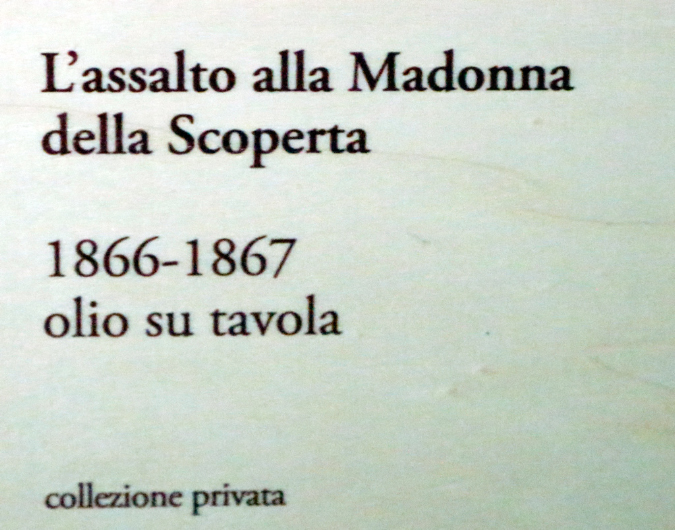 L’assalto alla Madonna
della Scoperta
1866-1867
olio su tavola
collezione privata